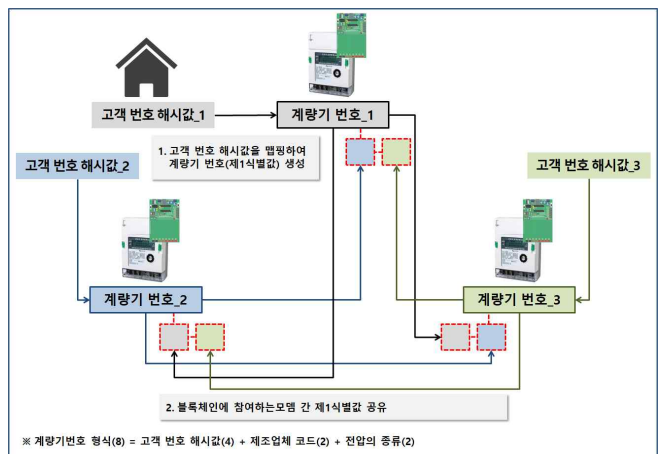 고객 번호 해시값_1
계량기 번호_1
1. 고객 번호 해시값을 맵핑하여
계량기 번호(제1식별값) 생성
고객 번호 해시값_2
고객 번호 해시값_3
계량기 번호_2
계량기 번호_3
2. 블록체인에 참여하는모뎀 간 제1식별값 공유
※ 계량기번호 형식(8) = 고객 번호 해시값(4) + 제조업체 코드(2) + 전압의 종류(2)